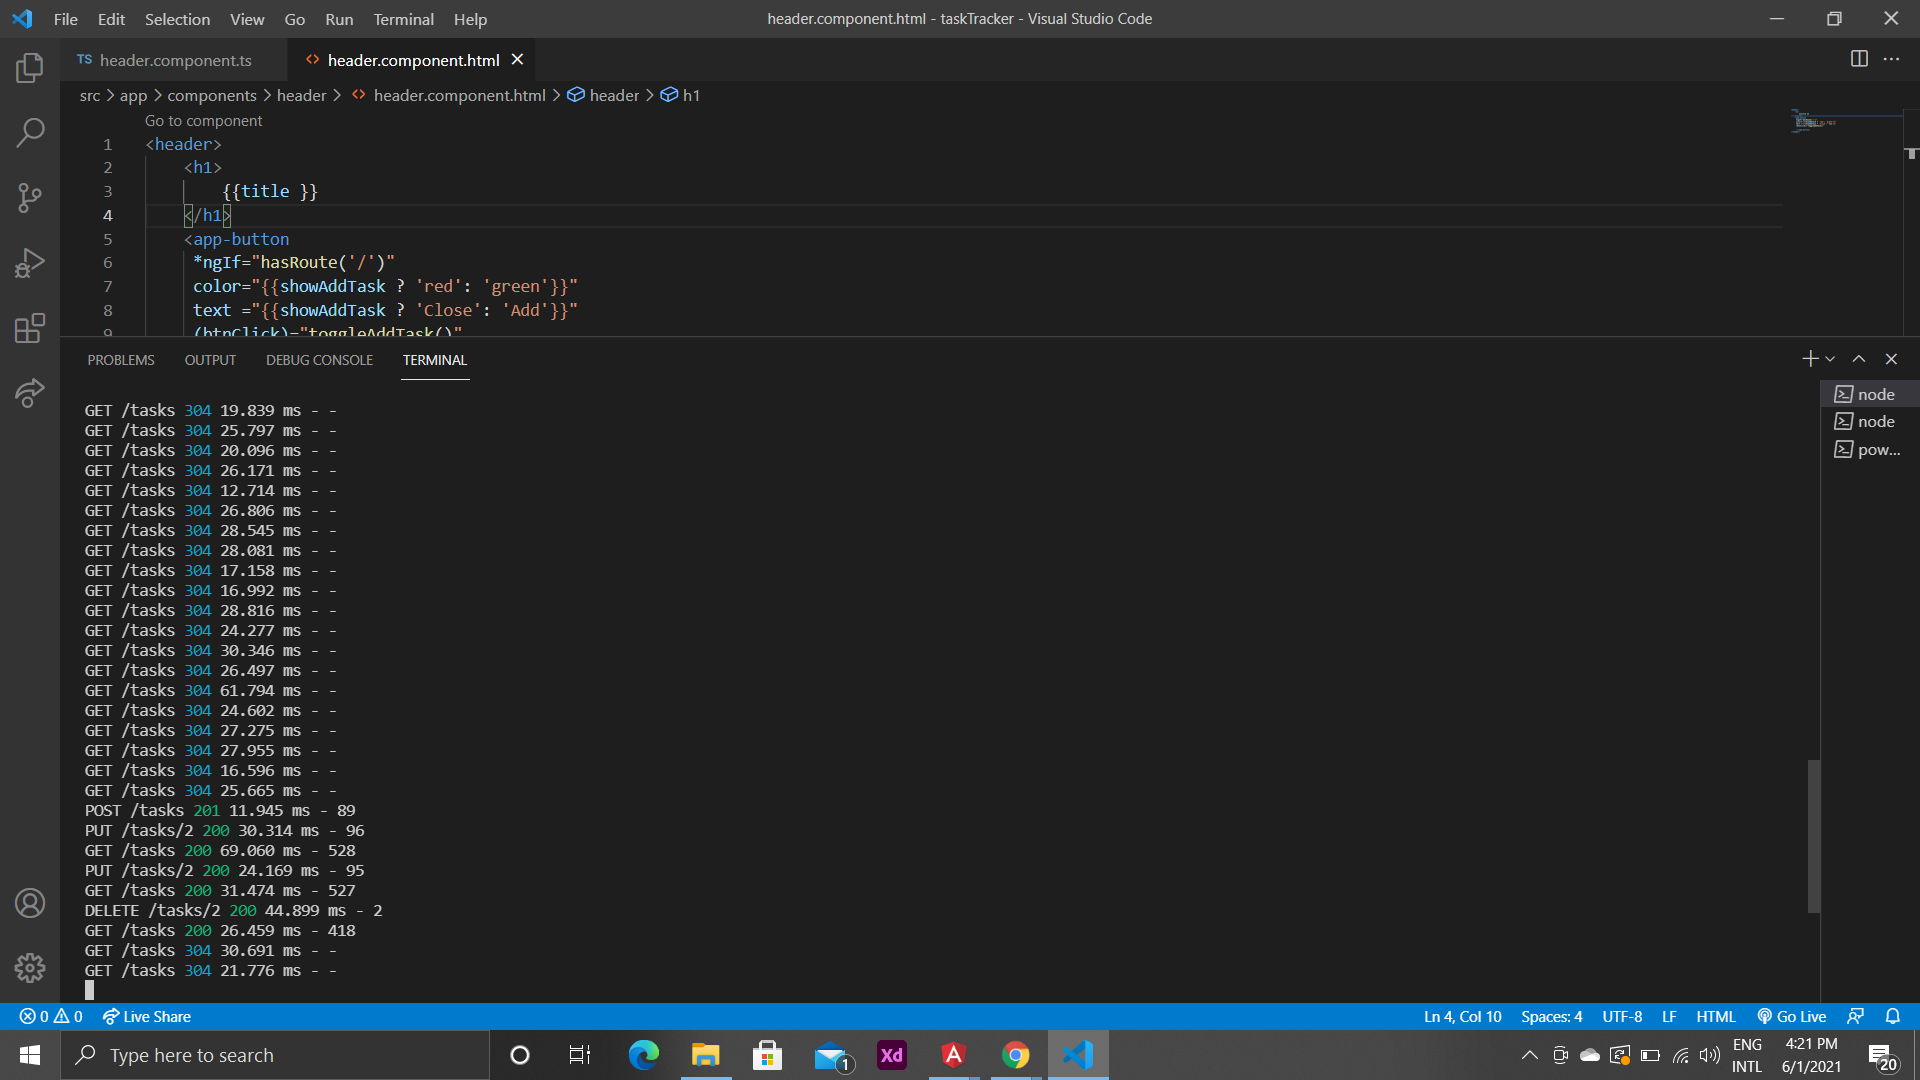 File Edit Selection View Go Run Terminal Help
header.component.html - taskTracker - Visual Studio Code
TS header.component.ts
<> header.component.html
src > app > components > header > <> header.component.html > header > h1
Go to component
1 <header>
2 <h1>
3 {{title }}
4 </h1>
5 <app-button
6 *ngIf="hasRoute('/')"
7 color="{{showAddTask ? 'red': 'green'}}"
8 text ="{{showAddTask ? 'Close': 'Add'}}"
9 (btnClick)="toggleAddTask()"
PROBLEMS OUTPUT DEBUG CONSOLE TERMINAL
GET /tasks 304 19.839 ms - -
GET /tasks 304 25.797 ms - -
GET /tasks 304 20.096 ms - -
GET /tasks 304 26.171 ms - -
GET /tasks 304 12.714 ms - -
GET /tasks 304 26.806 ms - -
GET /tasks 304 28.545 ms - -
GET /tasks 304 28.081 ms - -
GET /tasks 304 17.158 ms - -
GET /tasks 304 16.992 ms - -
GET /tasks 304 28.816 ms - -
GET /tasks 304 24.277 ms - -
GET /tasks 304 30.346 ms - -
GET /tasks 304 26.497 ms - -
GET /tasks 304 61.794 ms - -
GET /tasks 304 24.602 ms - -
GET /tasks 304 27.275 ms - -
GET /tasks 304 27.955 ms - -
GET /tasks 304 16.596 ms - -
GET /tasks 304 25.665 ms - -
POST /tasks 201 11.945 ms - 89
PUT /tasks/2 200 30.314 ms - 96
GET /tasks 200 69.060 ms - 528
PUT /tasks/2 200 24.169 ms - 95
GET /tasks 200 31.474 ms - 527
DELETE /tasks/2 200 44.899 ms - 2
GET /tasks 200 26.459 ms - 418
GET /tasks 304 30.691 ms - -
GET /tasks 304 21.776 ms - -
node
node
pow...
0 0 Live Share
Ln 4, Col 10 Spaces: 4 UTF-8 LF HTML Go Live
Type here to search
1
Xd
A
ENG
INTL
4:21 PM
6/1/2021
20